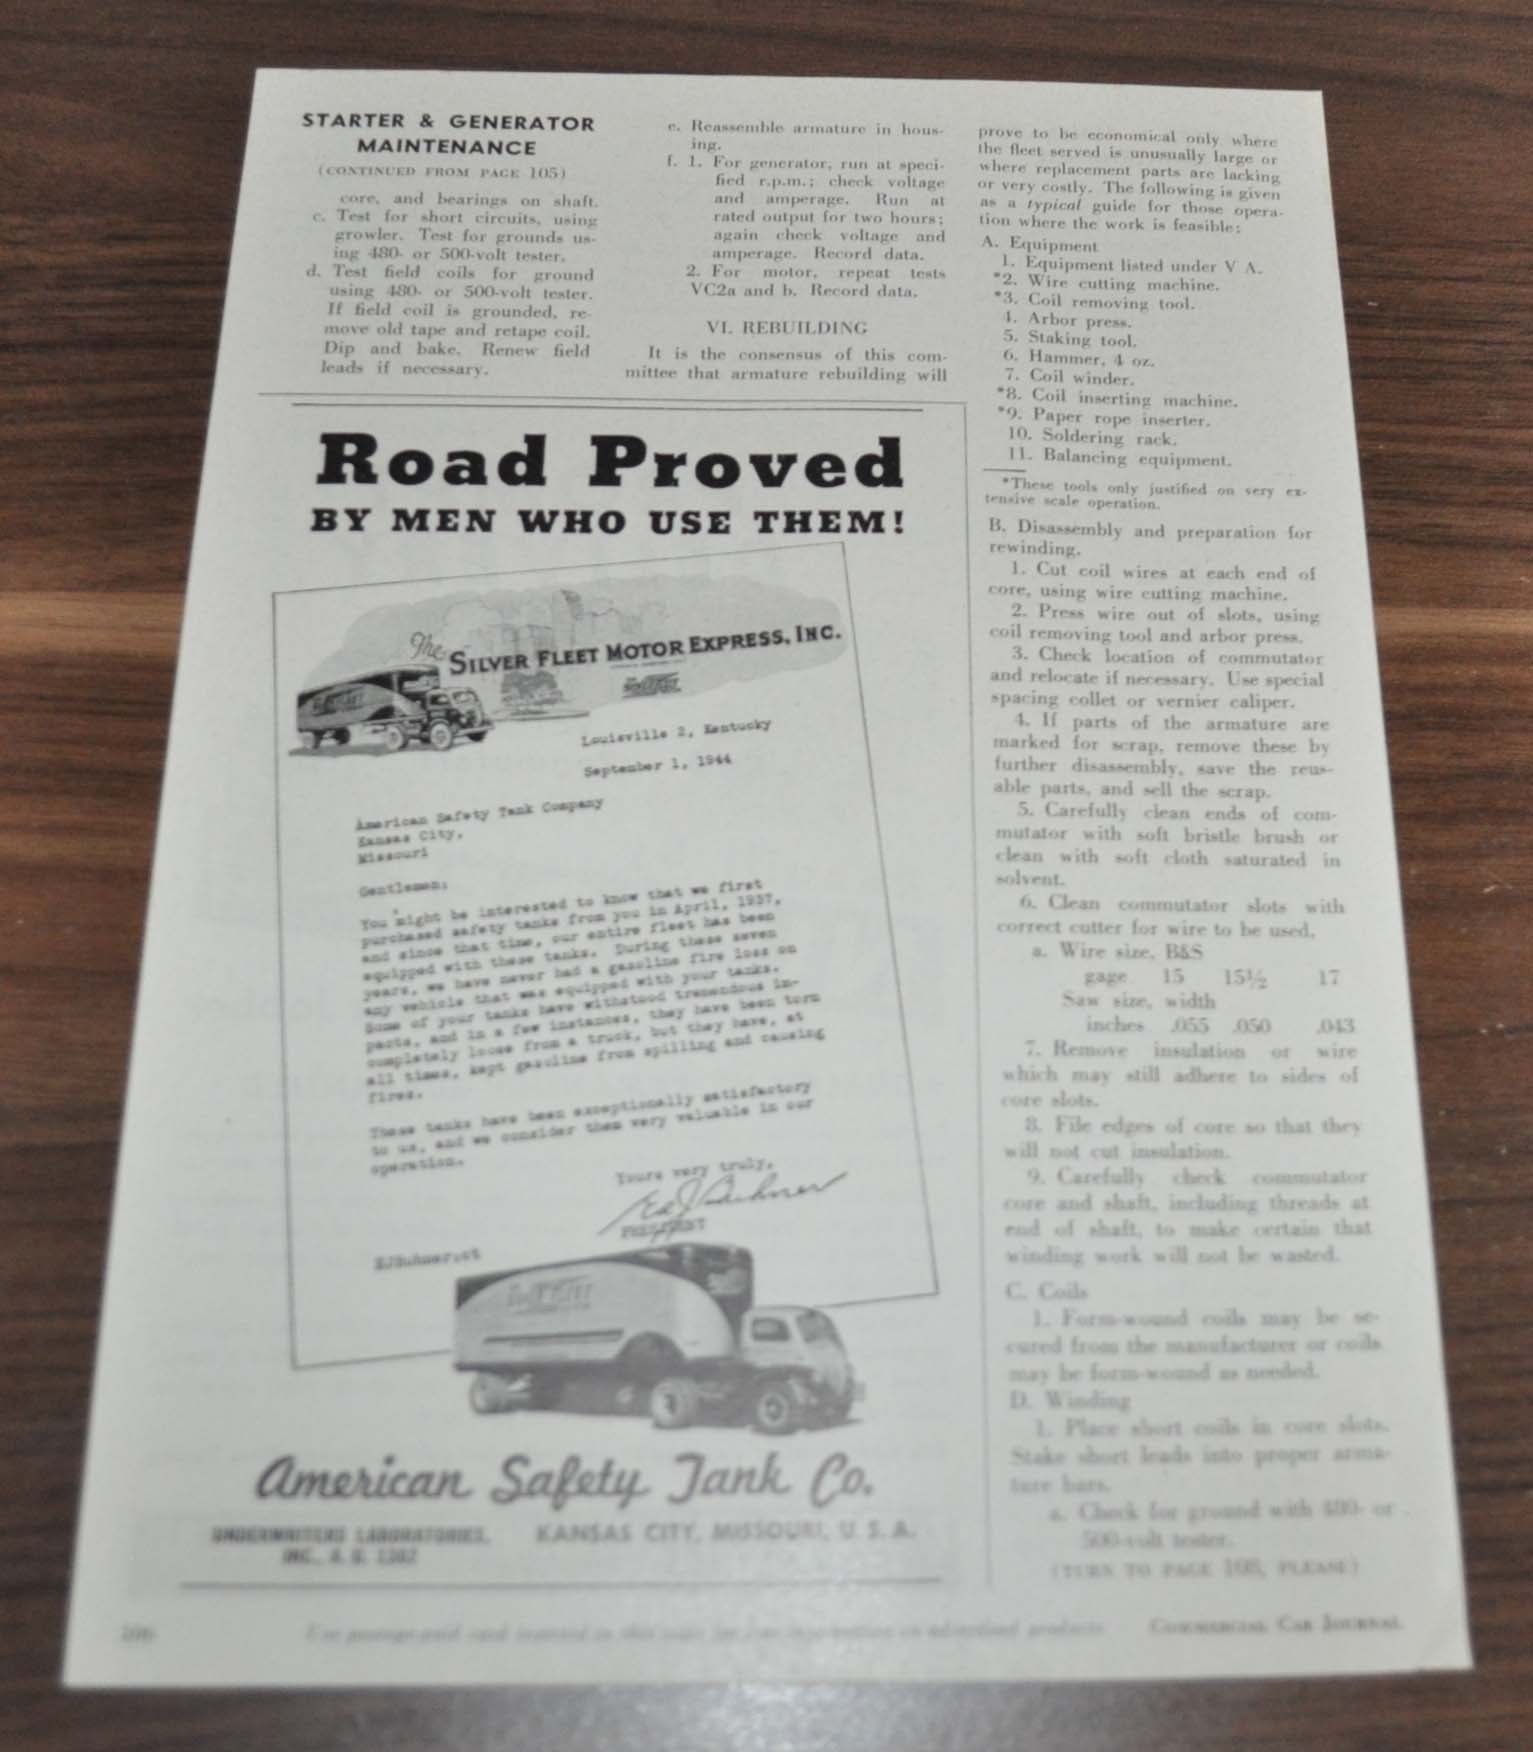 STARTER & GENERATOR
MAINTENANCE
(CONTINUED FROM PAGE 105)
core, and bearings on shaft.
c. Test for short circuits, using
growler. Test for grounds us-
ing 480- or 500-volt tester.
d. Test field coils for ground
using 480- or 500-volt tester.
If field coil is grounded, re-
move old tape and retape coil.
Dip and bake. Renew field
leads if necessary.
e. Reassemble armature in hous-
ing.
f. 1. For generator, run at speci-
fied r.p.m.; check voltage
and amperage. Run at
rated output for two hours;
again check voltage and
amperage. Record data.
2. For motor, repeat tests
VC2a and b. Record data.
VI. REBUILDING
It is the consensus of this com-
mittee that armature rebuilding will
prove to be economical only where
the fleet served is unusually large or
where replacement parts are lacking
or very costly. The following is given
as a typical guide for those opera-
tion where the work is feasible:
A. Equipment
1. Equipment listed under V A.
*2. Wire cutting machine.
*3. Coil removing tool.
4. Arbor press.
5. Staking tool.
6. Hammer, 4 oz.
7. Coil winder.
*8. Coil inserting machine.
*9. Paper rope inserter.
10. Soldering rack.
11. Balancing equipment.
*These tools only justified on very ex-
tensive scale operation.
B. Disassembly and preparation for
rewinding.
1. Cut coil wires at each end of
core, using wire cutting machine.
2. Press wire out of slots, using
coil removing tool and arbor press.
3. Check location of commutator
and relocate if necessary. Use special
spacing collet or vernier caliper.
4. If parts of the armature are
marked for scrap, remove these by
further disassembly, save the reus-
able parts, and sell the scrap.
5. Carefully clean ends of com-
mutator with soft bristle brush or
clean with soft cloth saturated in
solvent.
6. Clean commutator slots with
correct cutter for wire to be used.
a. Wire size, B&S
gage 15 15½ 17
Saw size, width
inches .055 .050 .043
7. Remove insulation or wire
which may still adhere to sides of
core slots.
8. File edges of core so that they
will not cut insulation.
9. Carefully check commutator
core and shaft, including threads at
end of shaft, to make certain that
winding work will not be wasted.
C. Coils
1. Form-wound coils may be se-
cured from the manufacturer or coils
may be form-wound as needed.
D. Winding
1. Place short coils in core slots.
Stake short leads into proper arma-
ture bars.
a. Check for ground with 480- or
500-volt tester.
(TURN TO PAGE 108, PLEASE)
Road Proved
BY MEN WHO USE THEM!
The SILVER FLEET MOTOR EXPRESS, INC.
Louisville 2, Kentucky
September 1, 1944
American Safety Tank Company
Kansas City,
Missouri
Gentlemen:
You might be interested to know that we first
purchased safety tanks from you in April, 1937,
and since that time, our entire fleet has been
equipped with these tanks. During these seven
years, we have never had a gasoline fire loss on
any vehicle that was equipped with your tanks.
Some of your tanks have withstood tremendous im-
pacts, and in a few instances, they have been torn
completely loose from a truck, but they have, at
all times, kept gasoline from spilling and causing
fires.
These tanks have been exceptionally satisfactory
to us, and we consider them very valuable in our
operation.
Yours very truly,
Ed J Buhner
PRESIDENT
EJBuhner:st
American Safety Tank Co.
UNDERWRITERS LABORATORIES,
INC., A. G. 1382
KANSAS CITY, MISSOURI, U. S. A.
106
Use postage-paid card inserted in this issue for free information on advertised products
COMMERCIAL CAR JOURNAL